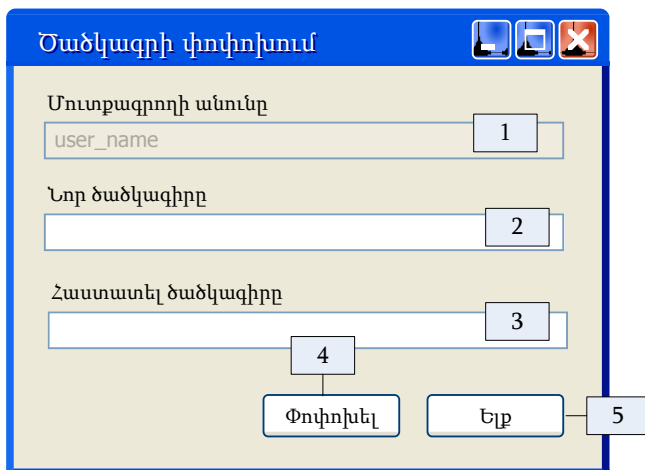 Ծածկագրի փոփոխում
Մուտքագրողի անունը
user_name
1
Նոր ծածկագիրը
2
Հաստատել ծածկագիրը
3
4
Փոփոխել
Ելք
5